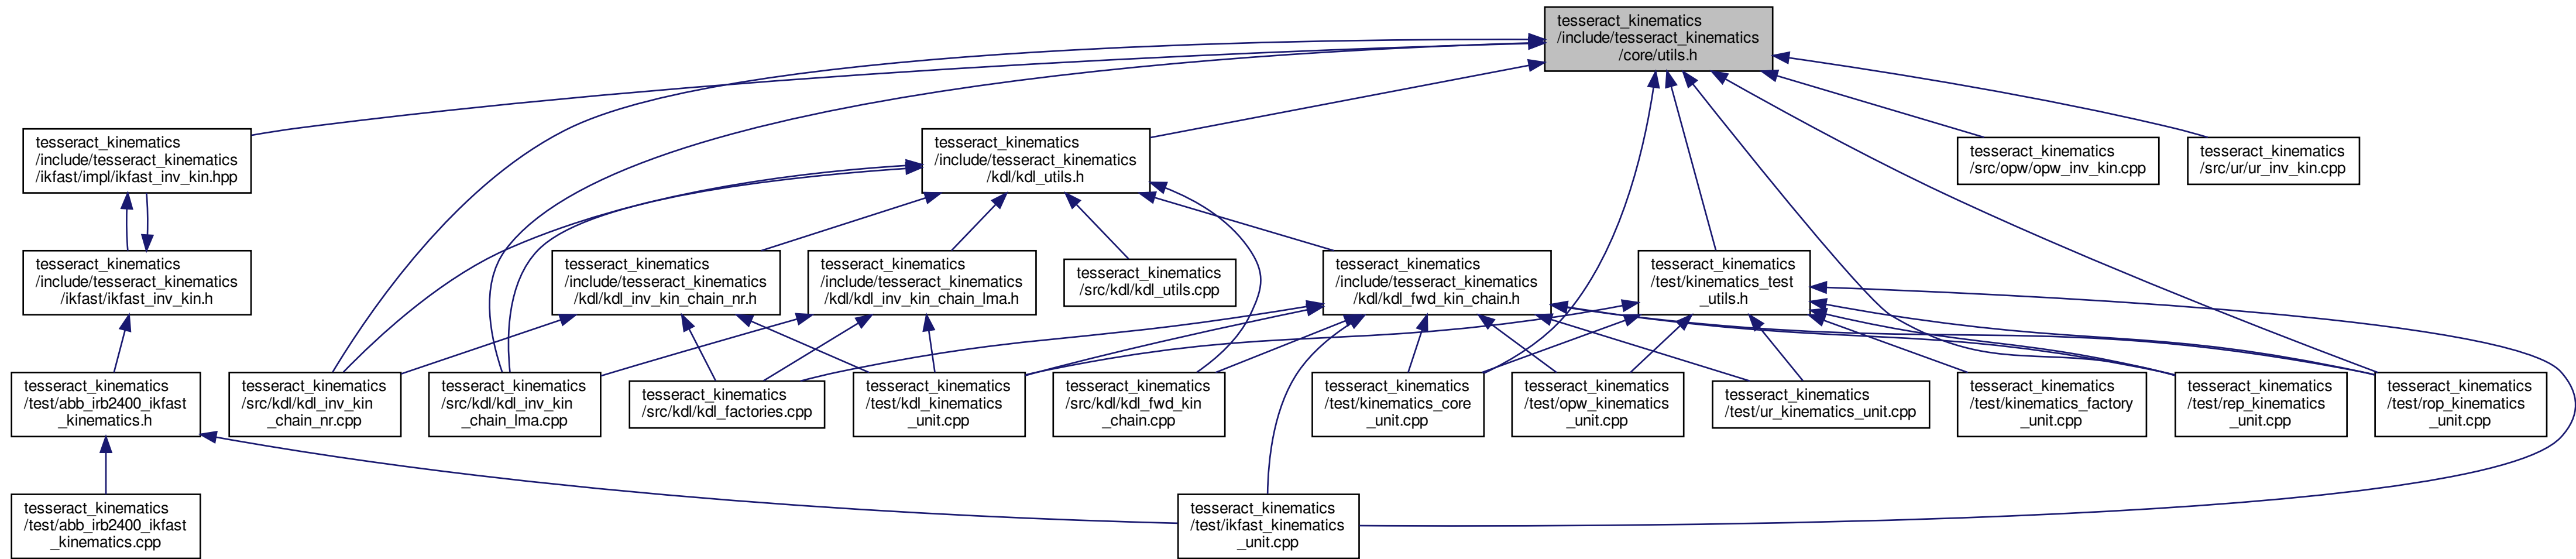 tesseract_kinematics
/include/tesseract_kinematics
/core/utils.h
tesseract_kinematics
/include/tesseract_kinematics
/ikfast/impl/ikfast_inv_kin.hpp
tesseract_kinematics
/include/tesseract_kinematics
/kdl/kdl_utils.h
tesseract_kinematics
/src/opw/opw_inv_kin.cpp
tesseract_kinematics
/src/ur/ur_inv_kin.cpp
tesseract_kinematics
/include/tesseract_kinematics
/ikfast/ikfast_inv_kin.h
tesseract_kinematics
/include/tesseract_kinematics
/kdl/kdl_inv_kin_chain_nr.h
tesseract_kinematics
/include/tesseract_kinematics
/kdl/kdl_inv_kin_chain_lma.h
tesseract_kinematics
/src/kdl/kdl_utils.cpp
tesseract_kinematics
/include/tesseract_kinematics
/kdl/kdl_fwd_kin_chain.h
tesseract_kinematics
/test/kinematics_test
_utils.h
tesseract_kinematics
/test/abb_irb2400_ikfast
_kinematics.h
tesseract_kinematics
/src/kdl/kdl_inv_kin
_chain_nr.cpp
tesseract_kinematics
/src/kdl/kdl_inv_kin
_chain_lma.cpp
tesseract_kinematics
/src/kdl/kdl_factories.cpp
tesseract_kinematics
/test/kdl_kinematics
_unit.cpp
tesseract_kinematics
/src/kdl/kdl_fwd_kin
_chain.cpp
tesseract_kinematics
/test/kinematics_core
_unit.cpp
tesseract_kinematics
/test/opw_kinematics
_unit.cpp
tesseract_kinematics
/test/ur_kinematics_unit.cpp
tesseract_kinematics
/test/kinematics_factory
_unit.cpp
tesseract_kinematics
/test/rep_kinematics
_unit.cpp
tesseract_kinematics
/test/rop_kinematics
_unit.cpp
tesseract_kinematics
/test/abb_irb2400_ikfast
_kinematics.cpp
tesseract_kinematics
/test/ikfast_kinematics
_unit.cpp